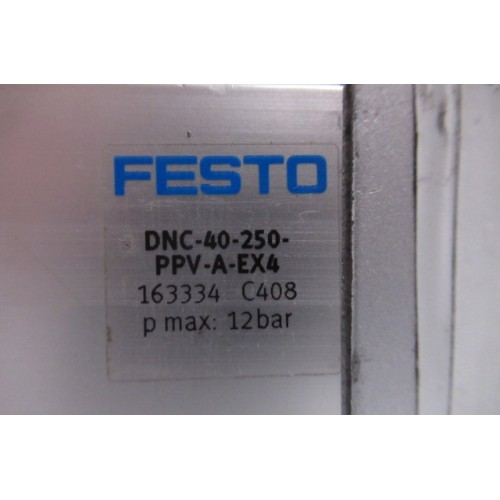 FESTO
DNC-40-250-
PPV-A-EX4
163334 C408
p max: 12bar